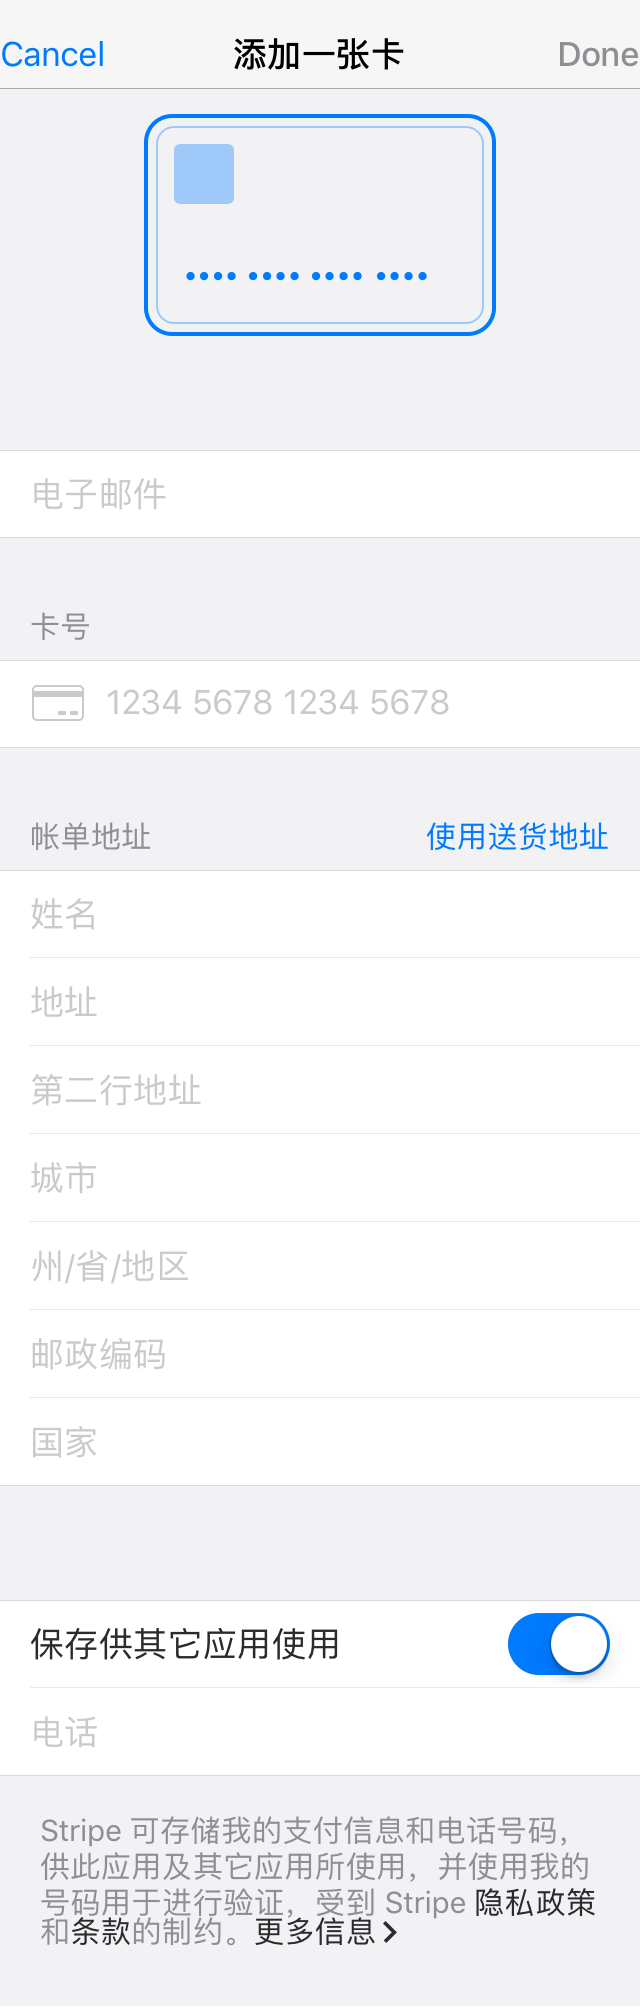 Cancel 添加一张卡 Done
•••• •••• •••• ••••
电子邮件
卡号
1234 5678 1234 5678
帐单地址 使用送货地址
姓名
地址
第二行地址
城市
州/省/地区
邮政编码
国家
保存供其它应用使用
电话
Stripe 可存储我的支付信息和电话号码，
供此应用及其它应用所使用，并使用我的
号码用于进行验证，受到 Stripe 隐私政策
和条款的制约。更多信息